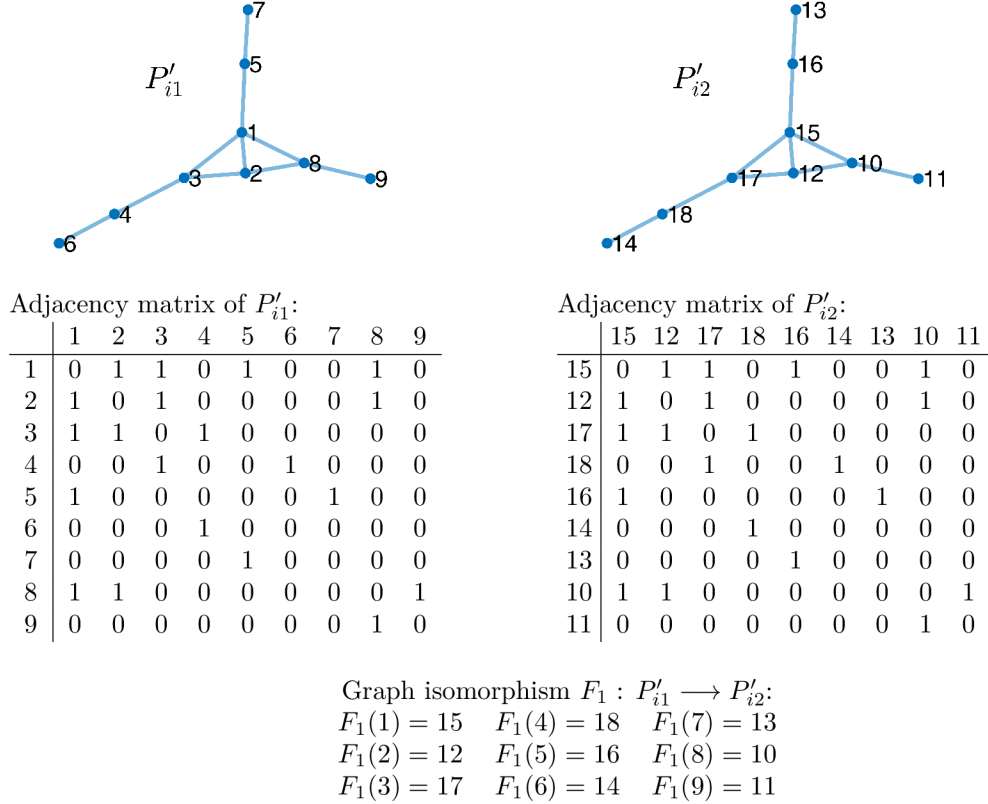 7
13
5
16
P′i1
P′i2
1
15
8
10
3
2
9
17
12
11
4
18
6
14
Adjacency matrix of P′i1:
1 2 3 4 5 6 7 8 9
1 0 1 1 0 1 0 0 1 0
2 1 0 1 0 0 0 0 1 0
3 1 1 0 1 0 0 0 0 0
4 0 0 1 0 0 1 0 0 0
5 1 0 0 0 0 0 1 0 0
6 0 0 0 1 0 0 0 0 0
7 0 0 0 0 1 0 0 0 0
8 1 1 0 0 0 0 0 0 1
9 0 0 0 0 0 0 0 1 0
Adjacency matrix of P′i2:
15 12 17 18 16 14 13 10 11
15 0 1 1 0 1 0 0 1 0
12 1 0 1 0 0 0 0 1 0
17 1 1 0 1 0 0 0 0 0
18 0 0 1 0 0 1 0 0 0
16 1 0 0 0 0 0 1 0 0
14 0 0 0 1 0 0 0 0 0
13 0 0 0 0 1 0 0 0 0
10 1 1 0 0 0 0 0 0 1
11 0 0 0 0 0 0 0 1 0
Graph isomorphism F1 : P′i1 ⟶ P′i2:
F1(1) = 15 F1(4) = 18 F1(7) = 13
F1(2) = 12 F1(5) = 16 F1(8) = 10
F1(3) = 17 F1(6) = 14 F1(9) = 11